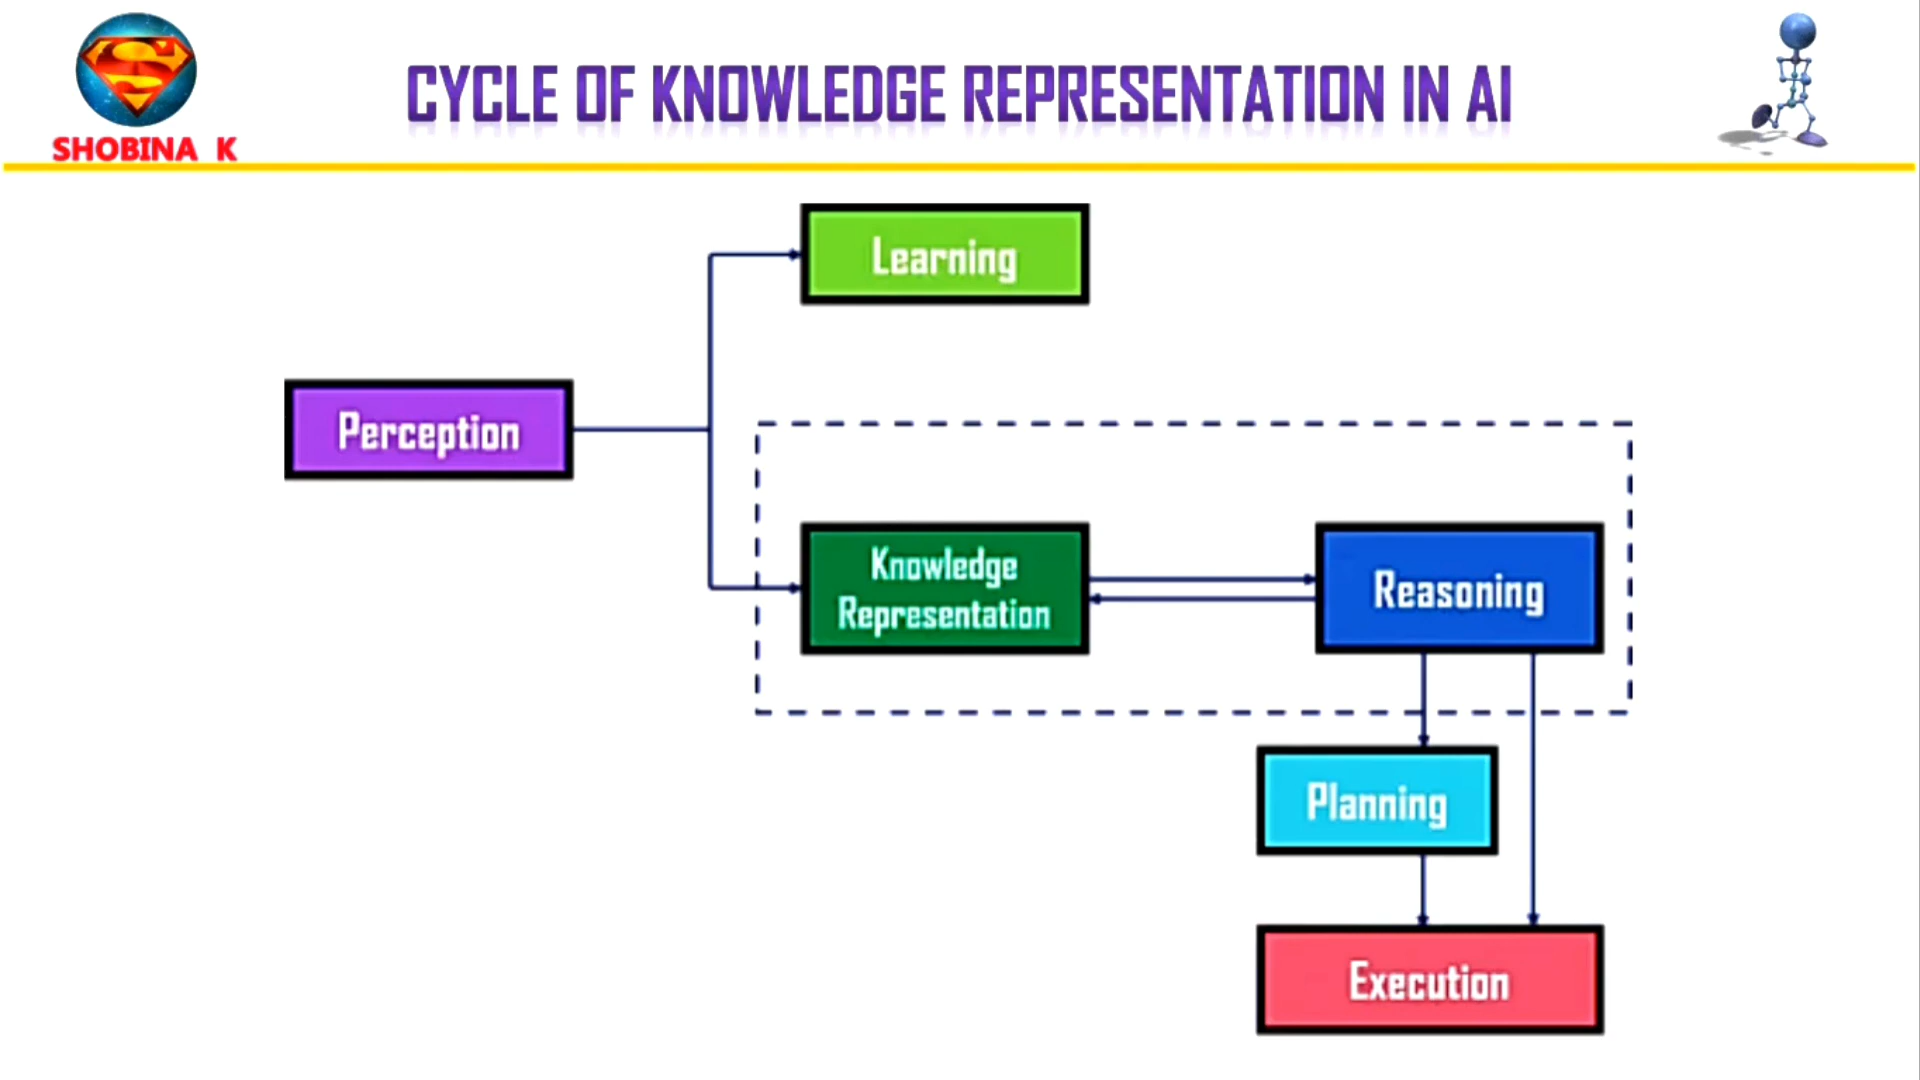 S
SHOBINA K
CYCLE OF KNOWLEDGE REPRESENTATION IN AI
Learning
Perception
Knowledge
Representation
Reasoning
Planning
Execution